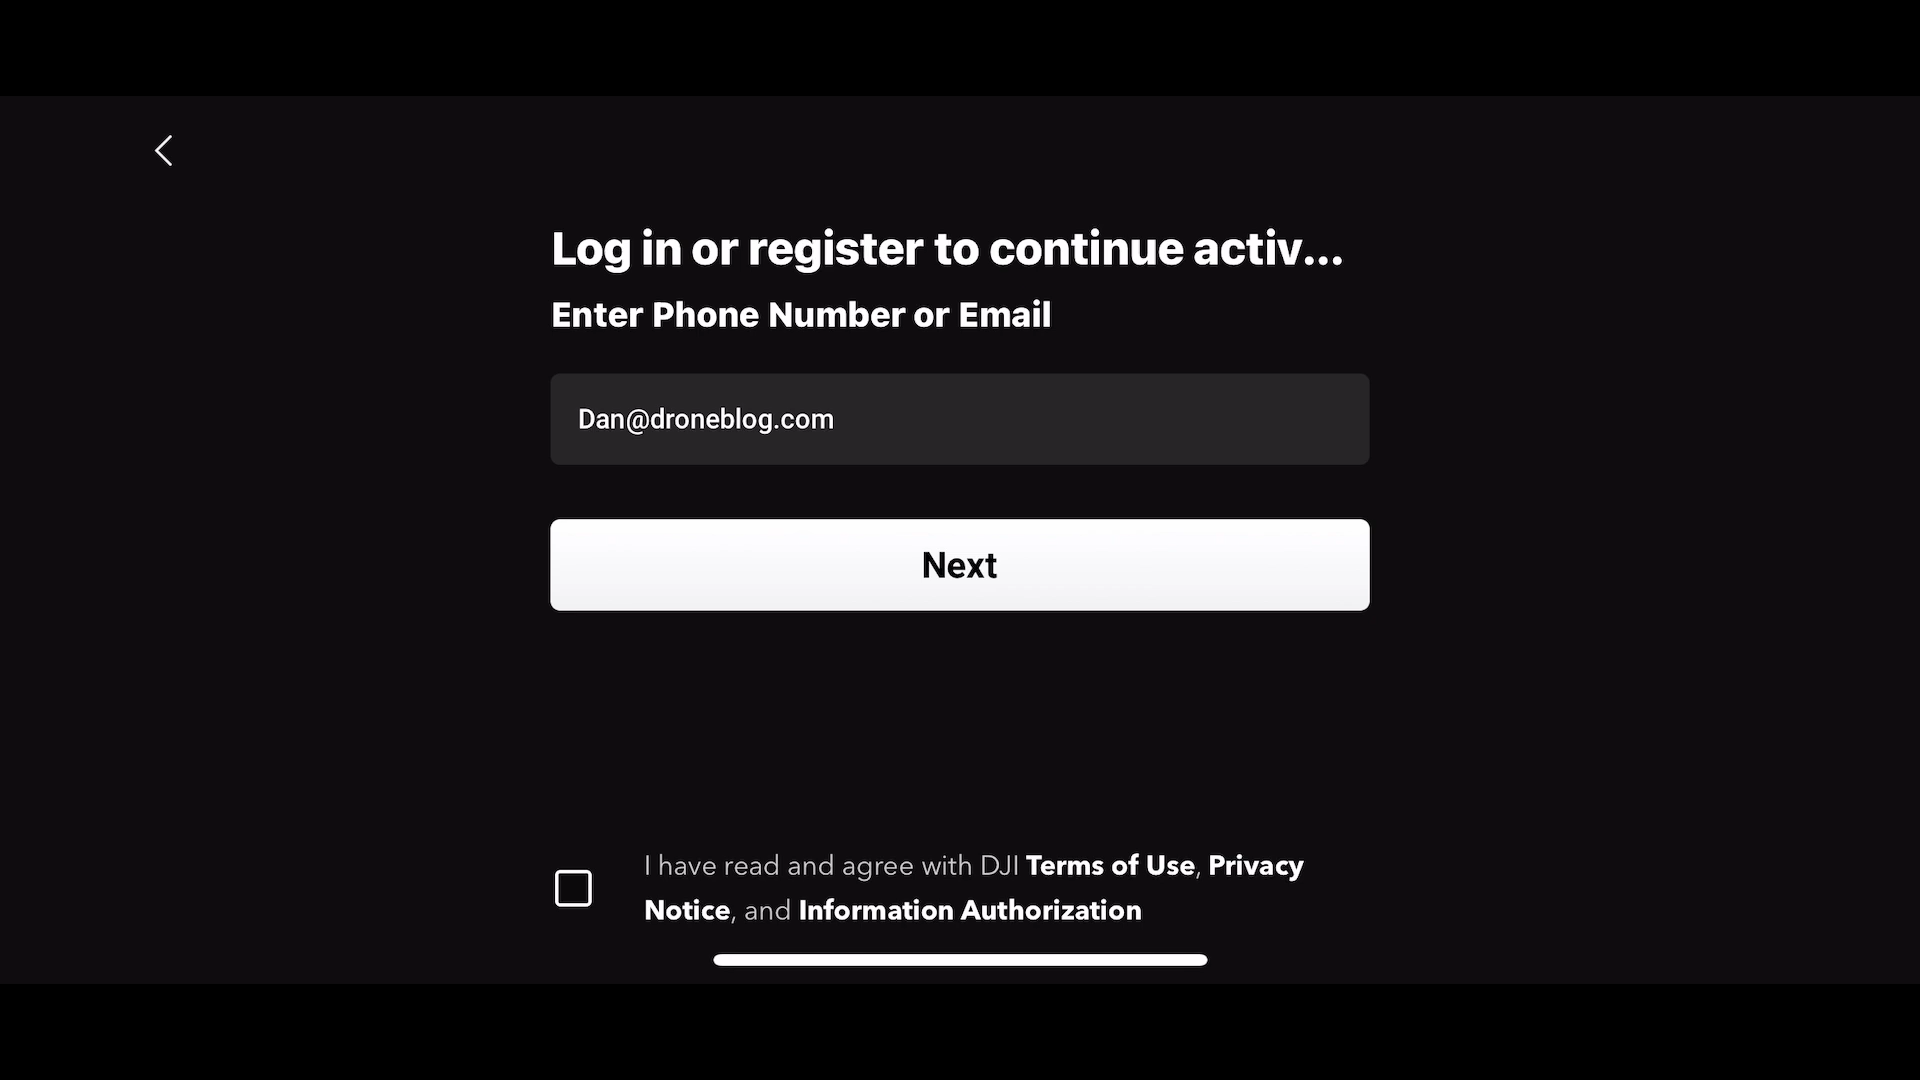 Log in or register to continue activ...
Enter Phone Number or Email
Dan@droneblog.com
Next
I have read and agree with DJI Terms of Use, Privacy
Notice, and Information Authorization